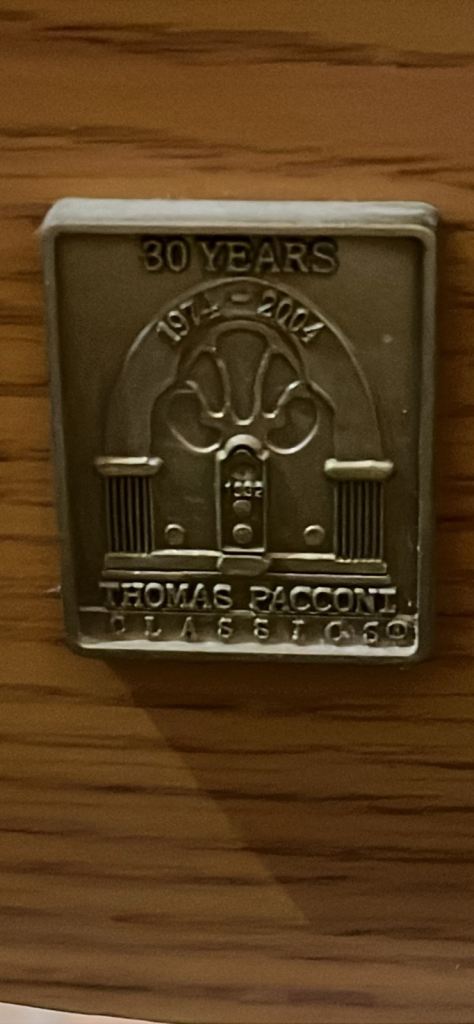 30 YEARS
1974 - 2004
THOMAS PACCONI
CLASSICS®